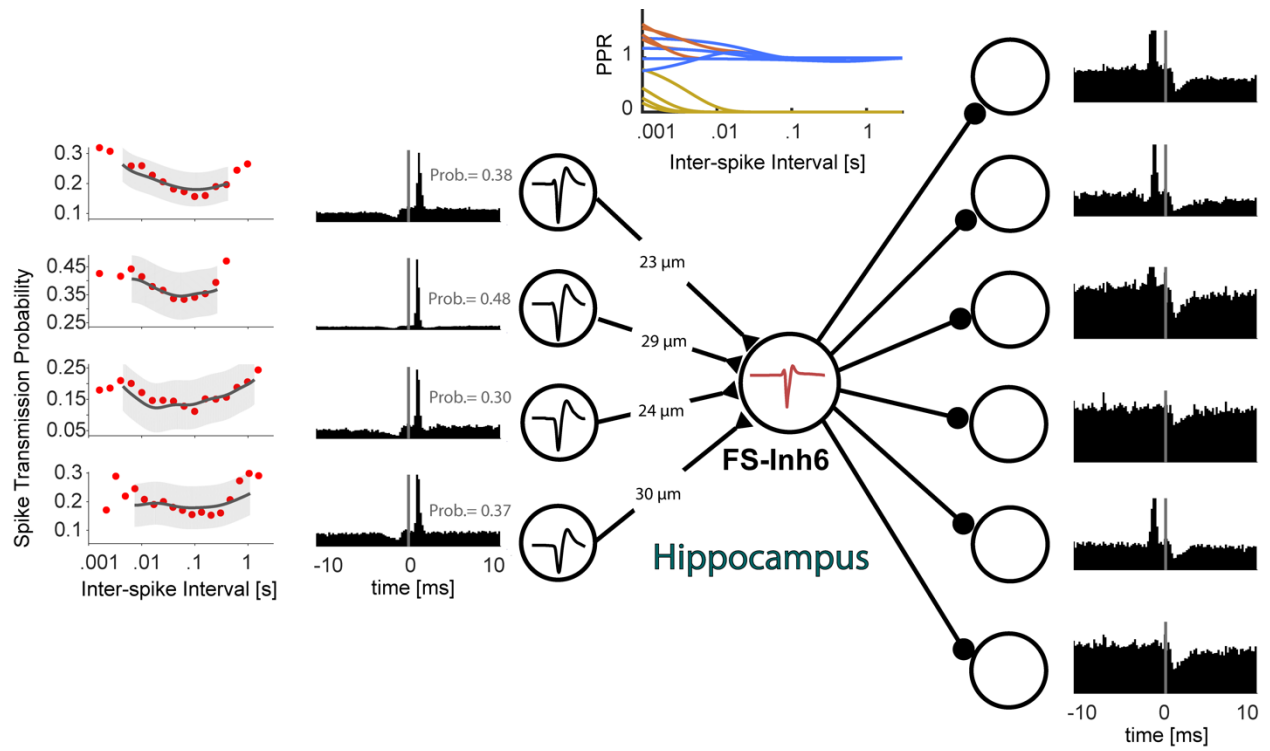 PPR
1
0
.001
.01
.1
1
Inter-spike Interval [s]
Spike Transmission Probability
0.3
0.2
0.1
Prob.= 0.38
23 µm
0.45
0.35
0.25
Prob.= 0.48
29 µm
0.25
0.15
0.05
Prob.= 0.30
24 µm
FS-Inh6
0.3
0.2
0.1
Prob.= 0.37
30 µm
Hippocampus
.001
.01
.1
1
Inter-spike Interval [s]
-10
0
10
time [ms]
-10
0
10
time [ms]